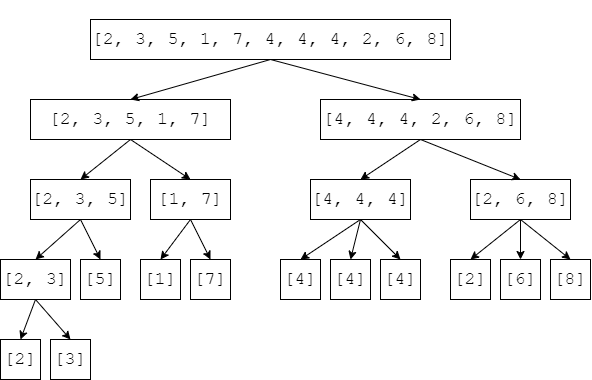 [2, 3, 5, 1, 7, 4, 4, 4, 2, 6, 8]
[2, 3, 5, 1, 7]
[4, 4, 4, 2, 6, 8]
[2, 3, 5]
[1, 7]
[4, 4, 4]
[2, 6, 8]
[2, 3]
[5]
[1]
[7]
[4]
[4]
[4]
[2]
[6]
[8]
[2]
[3]